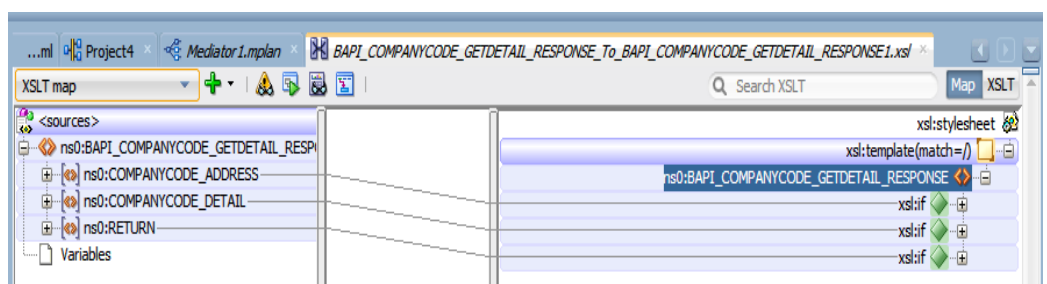 ...ml Project4 Mediator1.mplan BAPI_COMPANYCODE_GETDETAIL_RESPONSE_To_BAPI_COMPANYCODE_GETDETAIL_RESPONSE1.xsl
XSLT map Search XSLT Map XSLT
<sources> xsl:stylesheet
xsl:template(match=/)
ns0:BAPI_COMPANYCODE_GETDETAIL_RESP
ns0:BAPI_COMPANYCODE_GETDETAIL_RESPONSE
ns0:COMPANYCODE_ADDRESS
ns0:COMPANYCODE_DETAIL xsl:if
ns0:RETURN xsl:if
Variables xsl:if